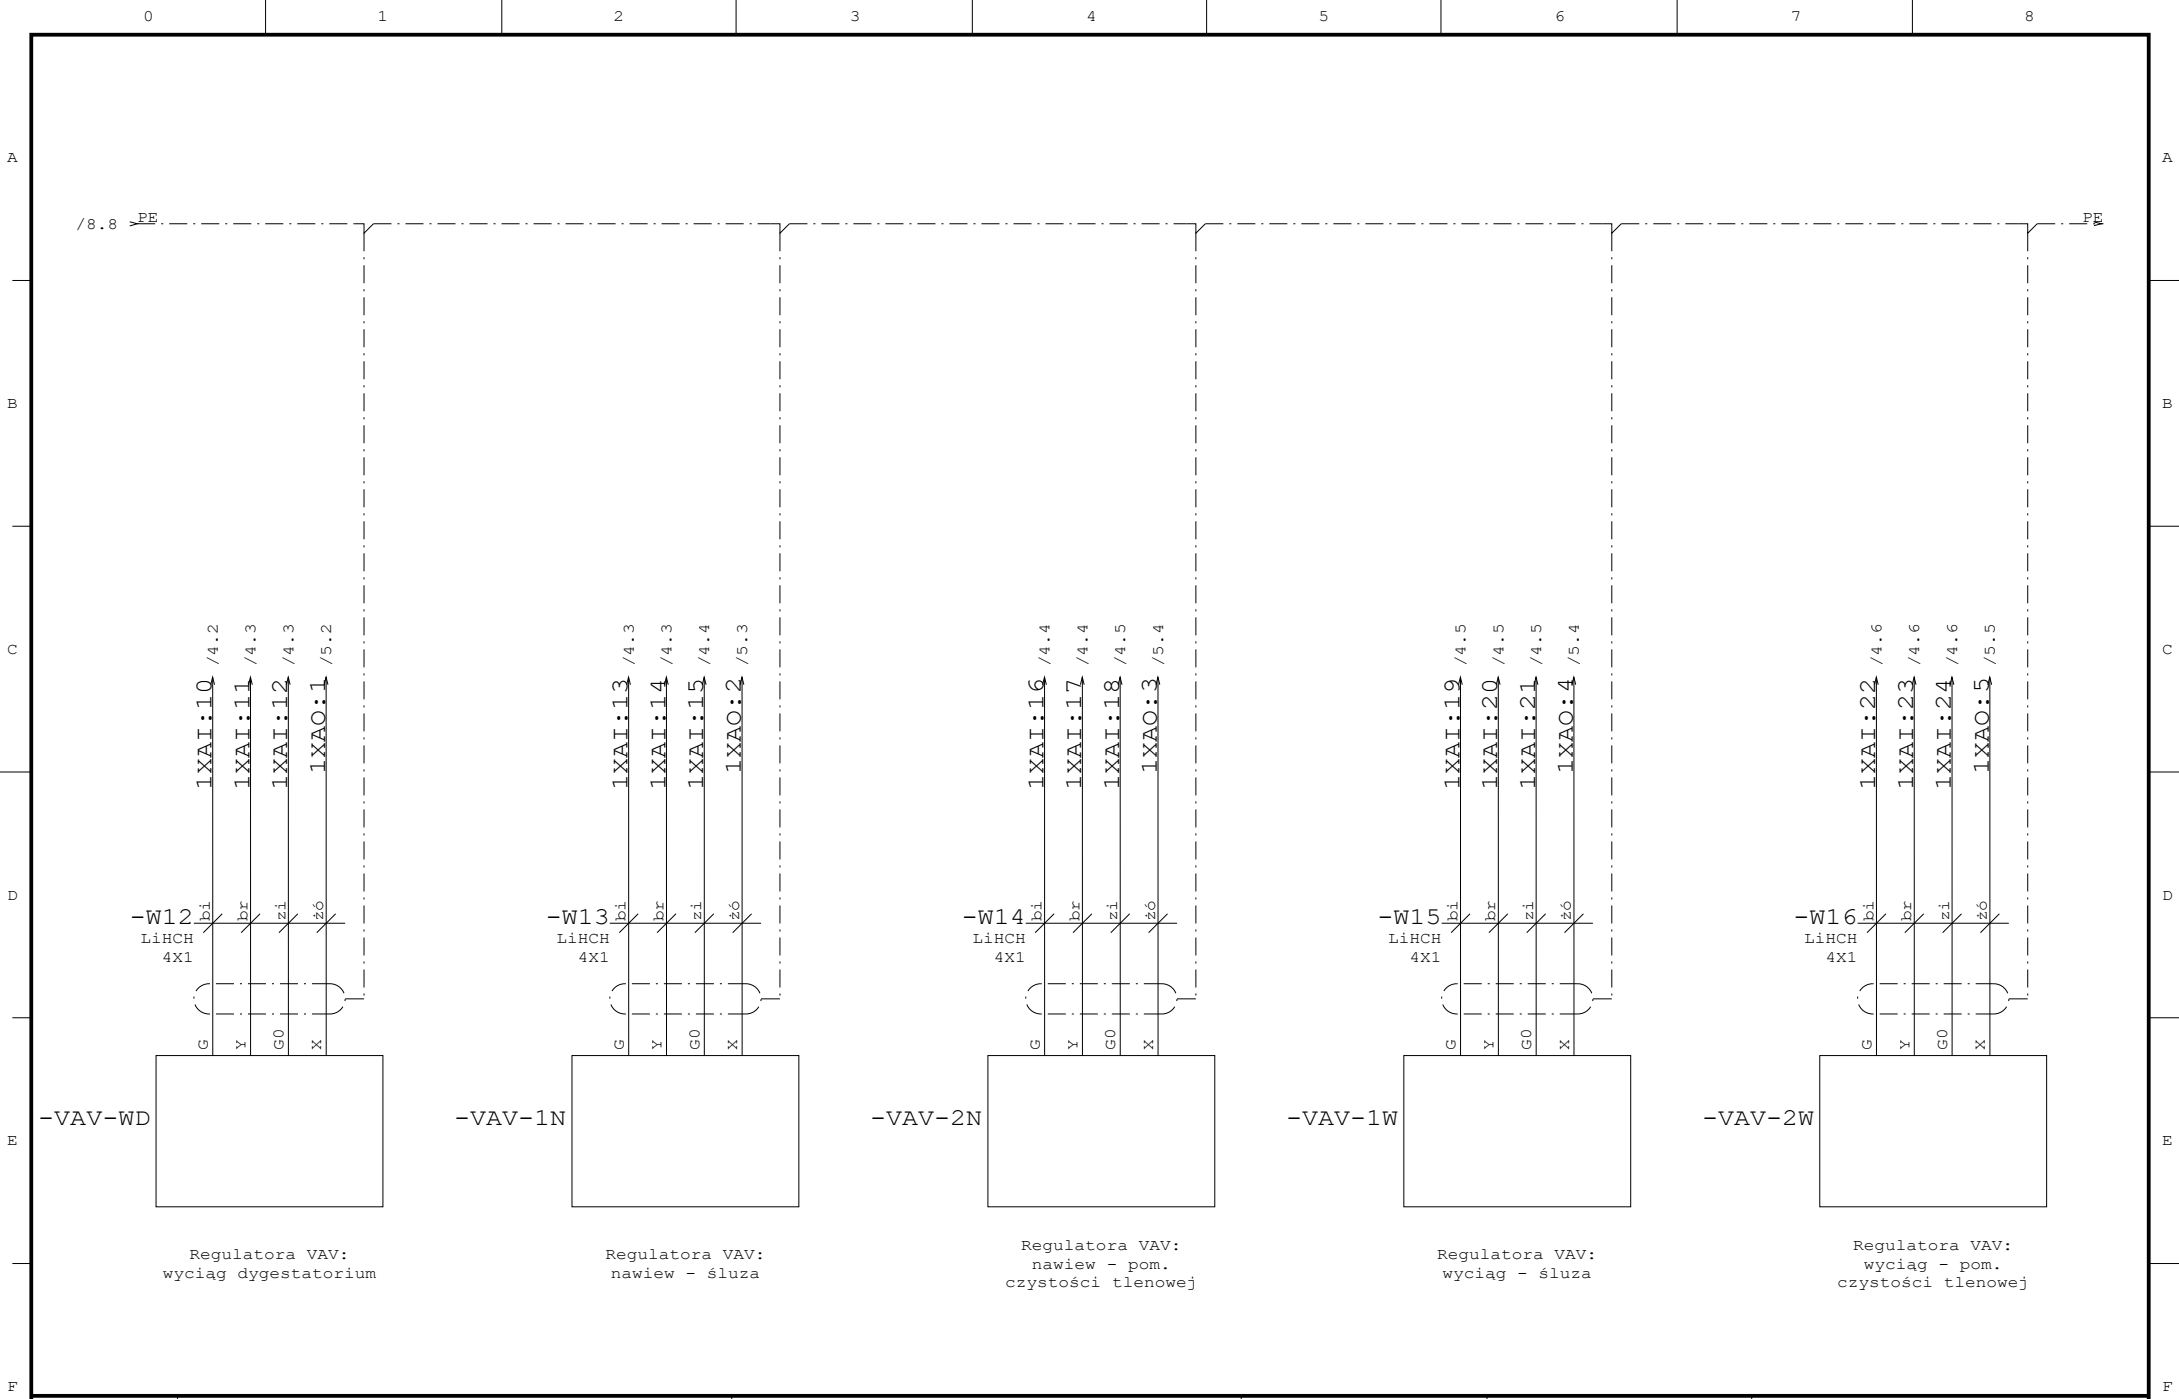 0 1 2 3 4 5 6 7 8
A A
/8.8 PE PE
B B
C C
/4.2 /4.3 /4.3 /5.2
/4.3 /4.3 /4.4 /5.3
/4.4 /4.4 /4.5 /5.4
/4.5 /4.5 /4.5 /5.4
/4.6 /4.6 /4.6 /5.5
1XAI:10 1XAI:11 1XAI:12 1XAO:1
1XAI:13 1XAI:14 1XAI:15 1XAO:2
1XAI:16 1XAI:17 1XAI:18 1XAO:3
1XAI:19 1XAI:20 1XAI:21 1XAO:4
1XAI:22 1XAI:23 1XAI:24 1XAO:5
D D
-W12 bi br zi żó
LiHCH
4X1
-W13 bi br zi żó
LiHCH
4X1
-W14 bi br zi żó
LiHCH
4X1
-W15 bi br zi żó
LiHCH
4X1
-W16 bi br zi żó
LiHCH
4X1
G Y G0 X
G Y G0 X
G Y G0 X
G Y G0 X
G Y G0 X
-VAV-WD
-VAV-1N
-VAV-2N
-VAV-1W
-VAV-2W
E E
Regulatora VAV:
wyciąg dygestatorium
Regulatora VAV:
nawiew - śluza
Regulatora VAV:
nawiew - pom.
czystości tlenowej
Regulatora VAV:
wyciąg - śluza
Regulatora VAV:
wyciąg - pom.
czystości tlenowej
F F